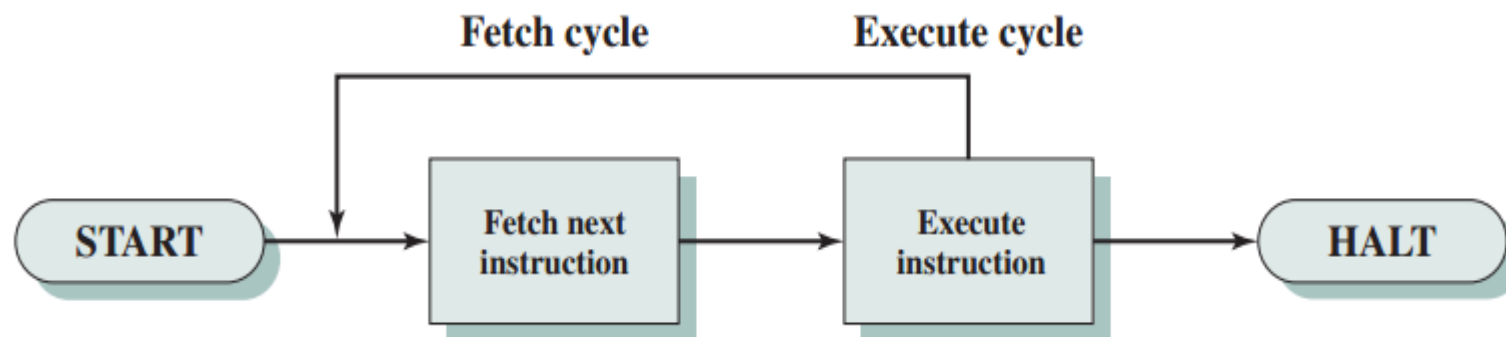 Fetch cycle
Execute cycle
START
Fetch next
instruction
Execute
instruction
HALT